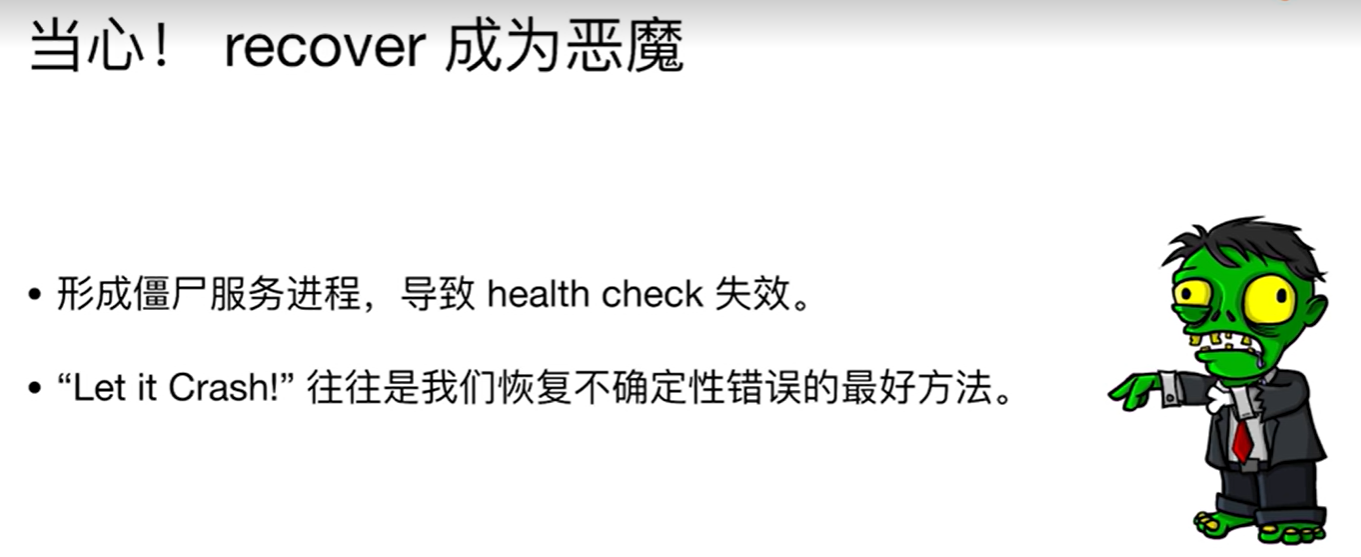 当心！ recover 成为恶魔
• 形成僵尸服务进程，导致 health check 失效。
• “Let it Crash!” 往往是我们恢复不确定性错误的最好方法。